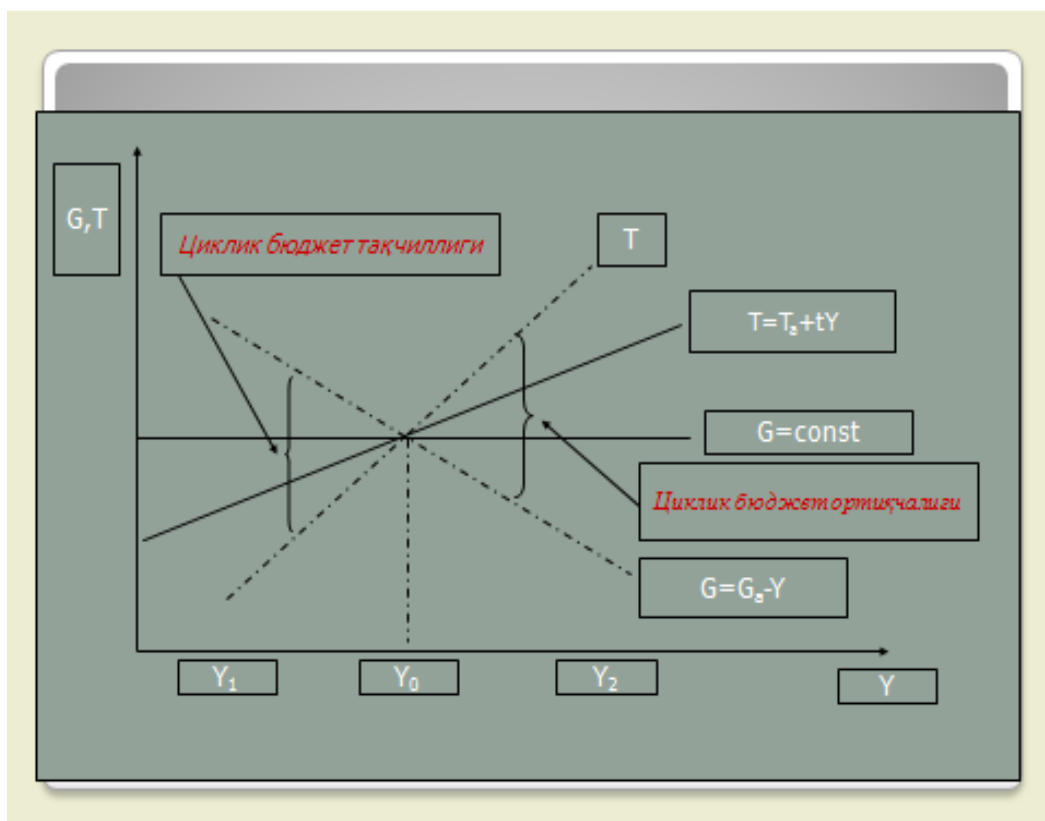 G,T
Циклик бюджет тақчиллиги
T
T=Tₐ+tY
G=const
Циклик бюджет ортиқчалиги
G=Gₐ-Y
Y₁
Y₀
Y₂
Y